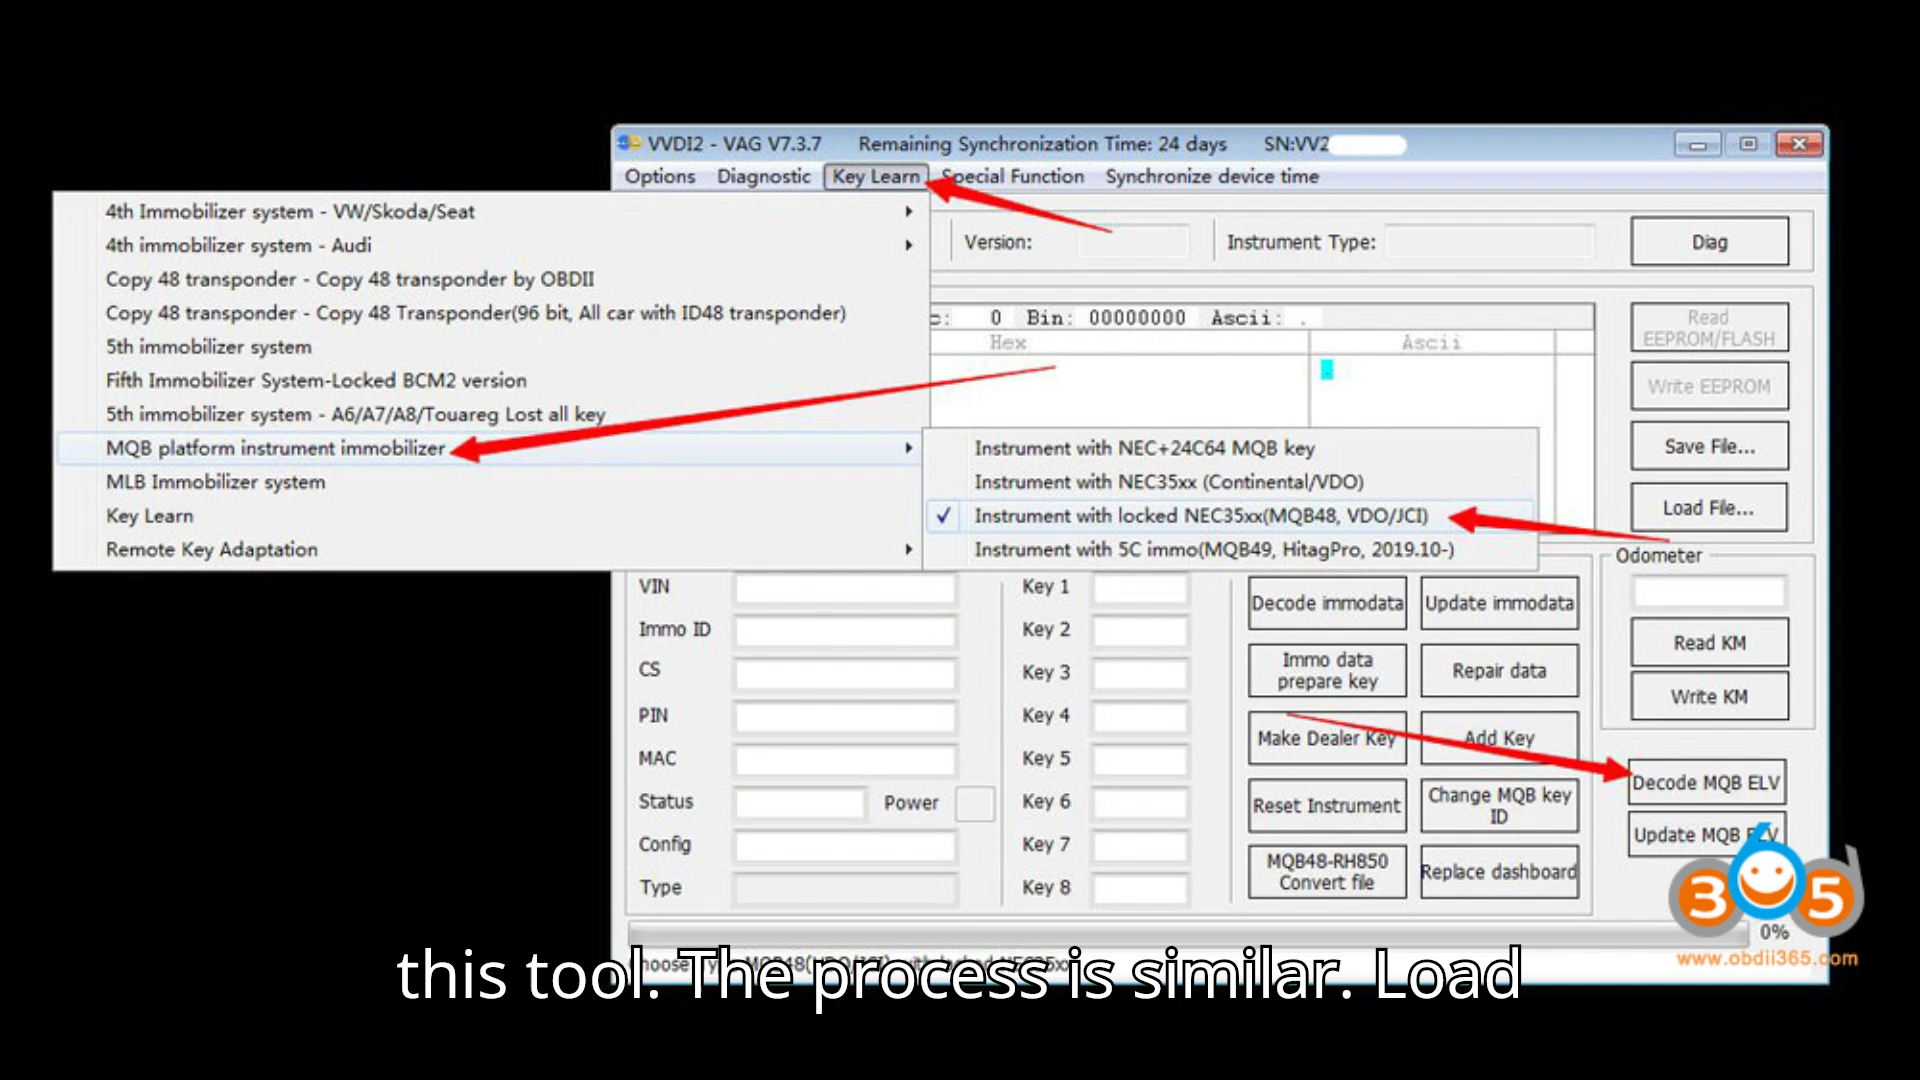 VVDI2 - VAG V7.3.7 Remaining Synchronization Time: 24 days SN:VV2
Options Diagnostic Key Learn Special Function Synchronize device time
4th Immobilizer system - VW/Skoda/Seat
4th immobilizer system - Audi
Copy 48 transponder - Copy 48 transponder by OBDII
Copy 48 transponder - Copy 48 Transponder(96 bit, All car with ID48 transponder)
5th immobilizer system
Fifth Immobilizer System-Locked BCM2 version
5th immobilizer system - A6/A7/A8/Touareg Lost all key
MQB platform instrument immobilizer
MLB Immobilizer system
Key Learn
Remote Key Adaptation
Instrument with NEC+24C64 MQB key
Instrument with NEC35xx (Continental/VDO)
✓ Instrument with locked NEC35xx(MQB48, VDO/JCI)
Instrument with 5C immo(MQB49, HitagPro, 2019.10-)
Version: Instrument Type:
Diag
0 Bin: 00000000 Ascii: .
Hex Ascii
.
Read
EEPROM/FLASH
Write EEPROM
Save File...
Load File...
Odometer
Read KM
Write KM
Decode MQB ELV
Update MQB ELV
VIN
Immo ID
CS
PIN
MAC
Status Power
Config
Type
Key 1
Key 2
Key 3
Key 4
Key 5
Key 6
Key 7
Key 8
Decode immodata Update immodata
Immo data
prepare key
Repair data
Make Dealer Key Add Key
Reset Instrument
Change MQB key
ID
MQB48-RH850
Convert file
Replace dashboard
0%
365
www.obdii365.com
this tool. The process is similar. Load